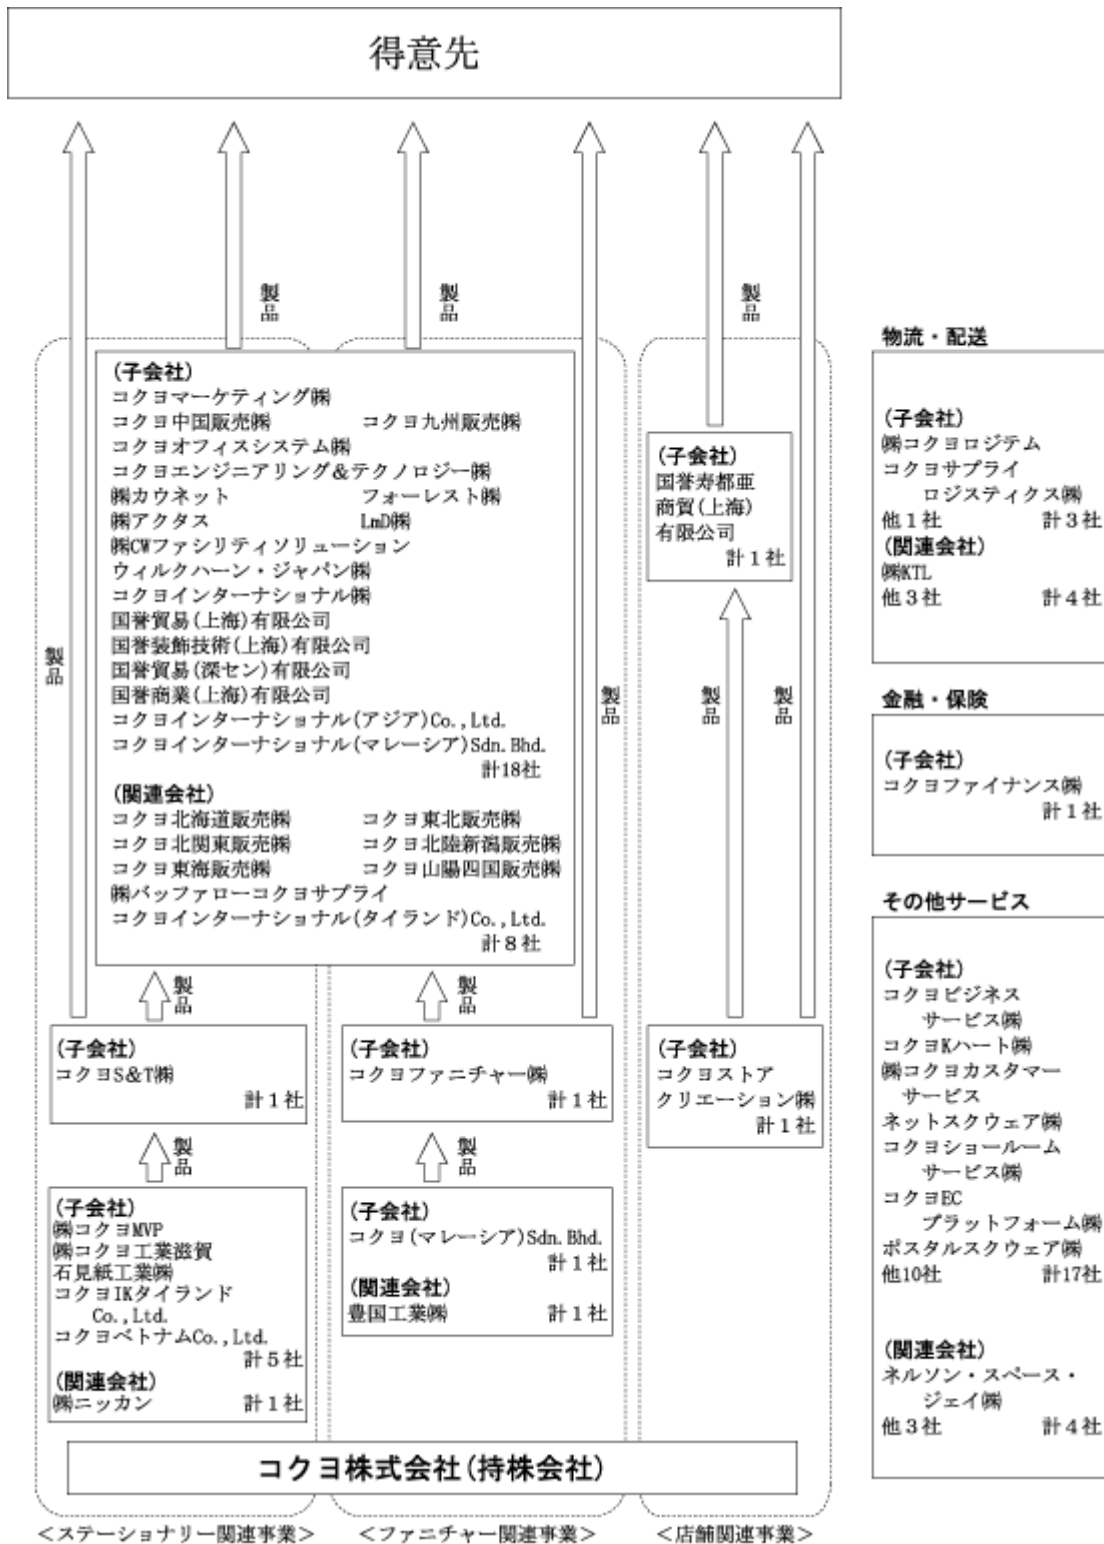 得意先
製品
製品
製品
(子会社)
コクヨマーケティング㈱
コクヨ中国販売㈱ コクヨ九州販売㈱
コクヨオフィスシステム㈱
コクヨエンジニアリング&テクノロジー㈱
㈱カウネット フォーレスト㈱
㈱アクタス LmD㈱
㈱CWファシリティソリューション
ウィルクハーン・ジャパン㈱
コクヨインターナショナル㈱
国誉貿易(上海)有限公司
国誉装飾技術(上海)有限公司
国誉貿易(深セン)有限公司
国誉商業(上海)有限公司
コクヨインターナショナル(アジア)Co.,Ltd.
コクヨインターナショナル(マレーシア)Sdn.Bhd.
計18社
(関連会社)
コクヨ北海道販売㈱ コクヨ東北販売㈱
コクヨ北関東販売㈱ コクヨ北陸新潟販売㈱
コクヨ東海販売㈱ コクヨ山陽四国販売㈱
㈱バッファローコクヨサプライ
コクヨインターナショナル(タイランド)Co.,Ltd.
計8社
製品
製品
(子会社)
国誉寿都亜
商貿(上海)
有限公司
計1社
製品
製品
製品
製品
(子会社)
コクヨS&T㈱
計1社
(子会社)
コクヨファニチャー㈱
計1社
(子会社)
コクヨストア
クリエーション㈱
計1社
製品
製品
(子会社)
㈱コクヨMVP
㈱コクヨ工業滋賀
石見紙工業㈱
コクヨIKタイランド
Co.,Ltd.
コクヨベトナムCo.,Ltd.
計5社
(関連会社)
㈱ニッカン 計1社
(子会社)
コクヨ(マレーシア)Sdn.Bhd.
計1社
(関連会社)
豊国工業㈱ 計1社
コクヨ株式会社(持株会社)
＜ステーショナリー関連事業＞ ＜ファニチャー関連事業＞ ＜店舗関連事業＞
物流・配送
(子会社)
㈱コクヨロジテム
コクヨサプライ
ロジスティクス㈱
他1社 計3社
(関連会社)
㈱KTL
他3社 計4社
金融・保険
(子会社)
コクヨファイナンス㈱
計1社
その他サービス
(子会社)
コクヨビジネス
サービス㈱
コクヨKハート㈱
㈱コクヨカスタマー
サービス
ネットスクウェア㈱
コクヨショールーム
サービス㈱
コクヨEC
プラットフォーム㈱
ポスタルスクウェア㈱
他10社 計17社
(関連会社)
ネルソン・スペース・
ジェイ㈱
他3社 計4社